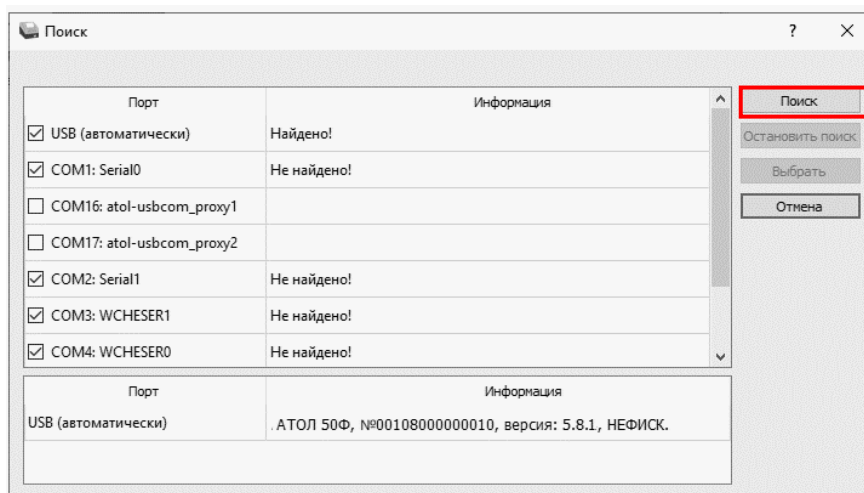 Поиск ?
Порт Информация Поиск
USB (автоматически) Найдено! Остановить поиск
COM1: Serial0 Не найдено! Выбрать
COM16: atol-usbcom_proxy1 Отмена
COM17: atol-usbcom_proxy2
COM2: Serial1 Не найдено!
COM3: WCHESER1 Не найдено!
COM4: WCHESER0 Не найдено!
Порт Информация
USB (автоматически) . АТОЛ 50Ф, №00108000000010, версия: 5.8.1, НЕФИСК.